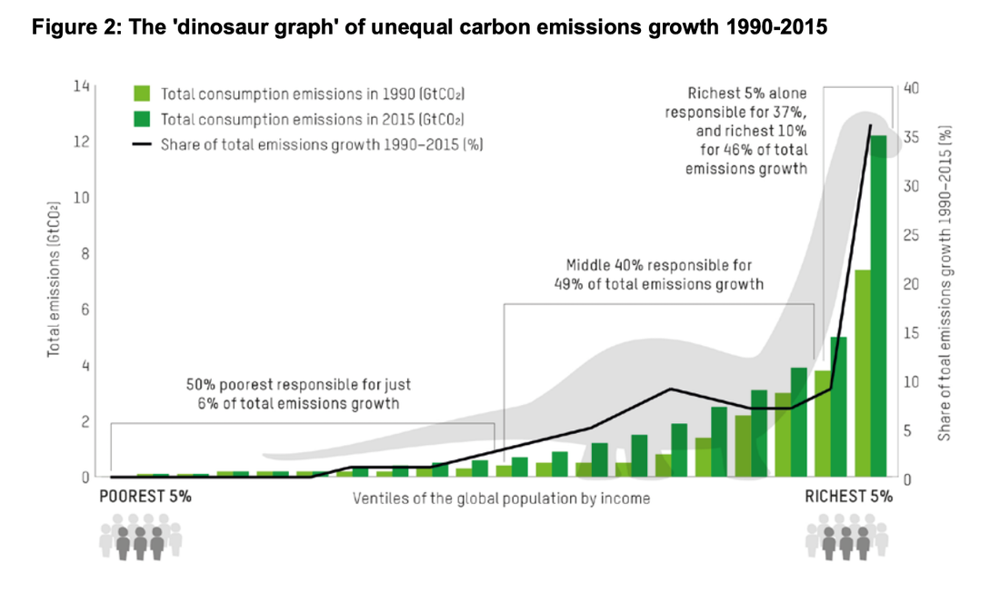 Figure 2: The 'dinosaur graph' of unequal carbon emissions growth 1990-2015
14
12
10
8
6
4
2
0
Total emissions (GtCO₂)
Total consumption emissions in 1990 (GtCO₂)
Total consumption emissions in 2015 (GtCO₂)
Share of total emissions growth 1990–2015 (%)
50% poorest responsible for just
6% of total emissions growth
Middle 40% responsible for
49% of total emissions growth
Richest 5% alone
responsible for 37%,
and richest 10%
for 46% of total
emissions growth
40
35
30
25
20
15
10
5
0
Share of toal emissions growth 1990–2015 (%)
POOREST 5%
Ventiles of the global population by income
RICHEST 5%